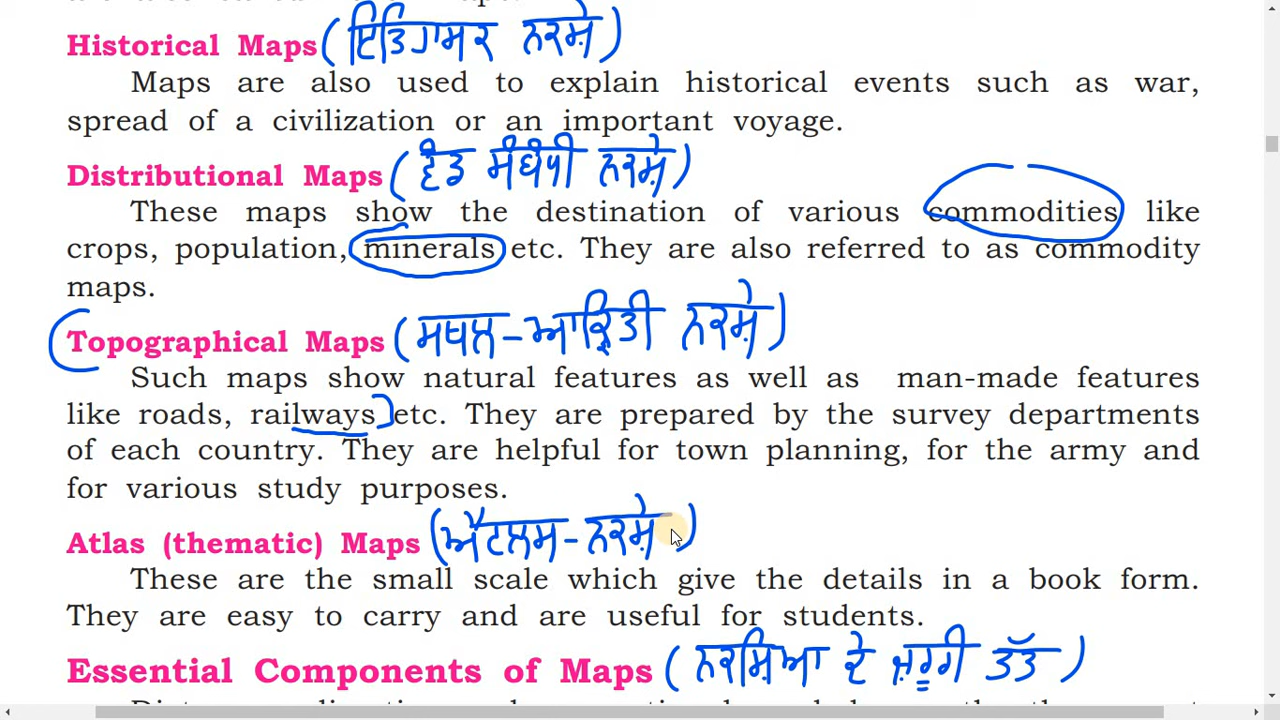 Historical Maps (ਇਤਿਹਾਸਕ ਨਕਸ਼ੇ)
Maps are also used to explain historical events such as war,
spread of a civilization or an important voyage.
Distributional Maps (ਵੰਡ ਸੰਬੰਧੀ ਨਕਸ਼ੇ)
These maps show the destination of various commodities like
crops, population, minerals etc. They are also referred to as commodity
maps.
Topographical Maps (ਸਥਲ-ਆਕ੍ਰਿਤੀ ਨਕਸ਼ੇ)
Such maps show natural features as well as man-made features
like roads, railways etc. They are prepared by the survey departments
of each country. They are helpful for town planning, for the army and
for various study purposes.
Atlas (thematic) Maps (ਐਟਲਸ-ਨਕਸ਼ੇ)
These are the small scale which give the details in a book form.
They are easy to carry and are useful for students.
Essential Components of Maps (ਨਕਸ਼ਿਆ ਦੇ ਜ਼ਰੂਰੀ ਤੱਤ)